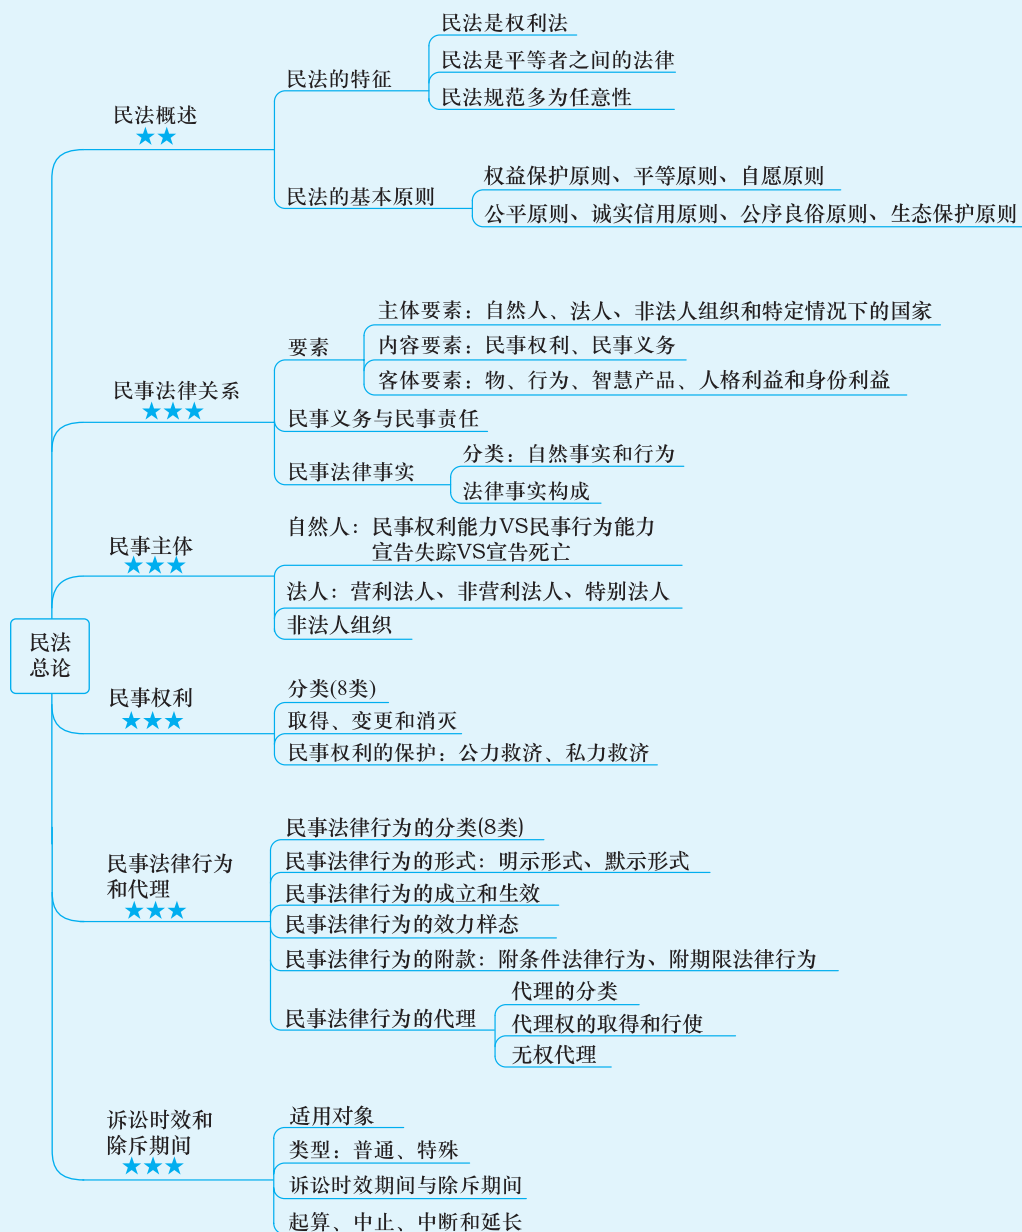 民法是权利法
民法是平等者之间的法律
民法的特征
民法规范多为任意性
民法概述
★★
权益保护原则、平等原则、自愿原则
民法的基本原则
公平原则、诚实信用原则、公序良俗原则、生态保护原则
主体要素：自然人、法人、非法人组织和特定情况下的国家
要素
内容要素：民事权利、民事义务
客体要素：物、行为、智慧产品、人格利益和身份利益
民事法律关系
★★★
民事义务与民事责任
分类：自然事实和行为
民事法律事实
法律事实构成
自然人：民事权利能力VS民事行为能力
宣告失踪VS宣告死亡
民事主体
★★★
法人：营利法人、非营利法人、特别法人
非法人组织
民法
总论
分类(8类)
民事权利
★★★
取得、变更和消灭
民事权利的保护：公力救济、私力救济
民事法律行为的分类(8类)
民事法律行为的形式：明示形式、默示形式
民事法律行为
和代理
★★★
民事法律行为的成立和生效
民事法律行为的效力样态
民事法律行为的附款：附条件法律行为、附期限法律行为
代理的分类
民事法律行为的代理
代理权的取得和行使
无权代理
诉讼时效和
除斥期间
★★★
适用对象
类型：普通、特殊
诉讼时效期间与除斥期间
起算、中止、中断和延长